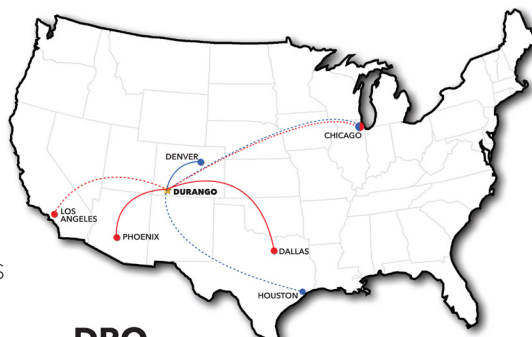 CHICAGO
DENVER
DURANGO
LOS
ANGELES
PHOENIX
DALLAS
HOUSTON
S